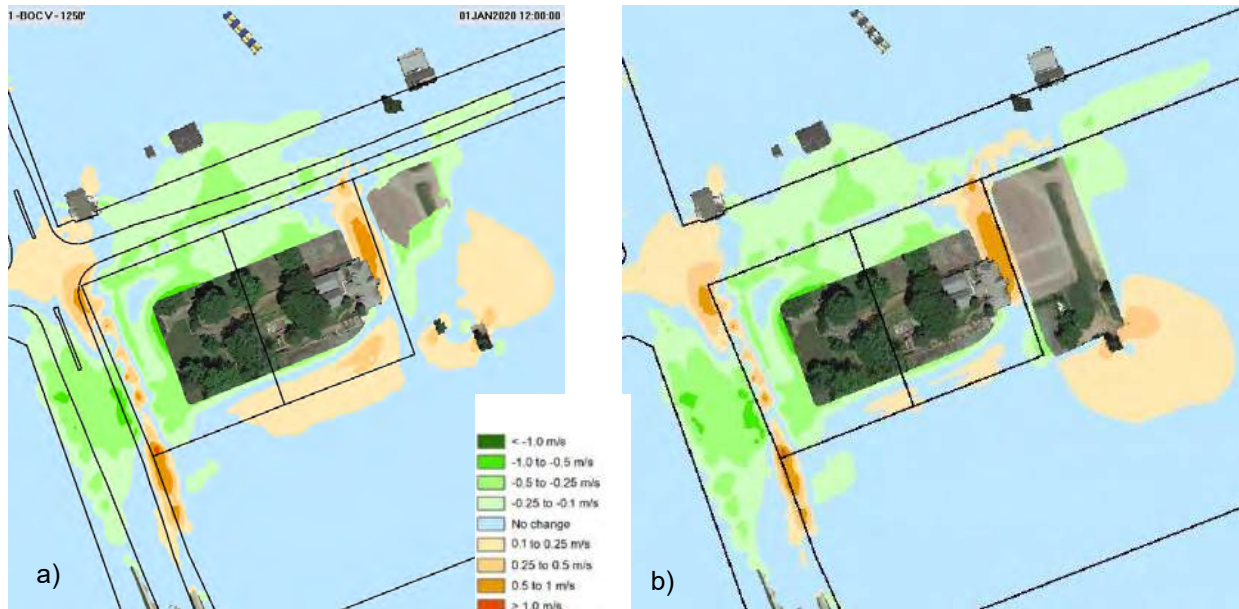 1 -BOC V - 1250' 01JAN2020 12:00:00
< -1.0 m/s
-1.0 to -0.5 m/s
-0.5 to -0.25 m/s
-0.25 to -0.1 m/s
No change
0.1 to 0.25 m/s
0.25 to 0.5 m/s
0.5 to 1 m/s
> 1.0 m/s
a)
b)